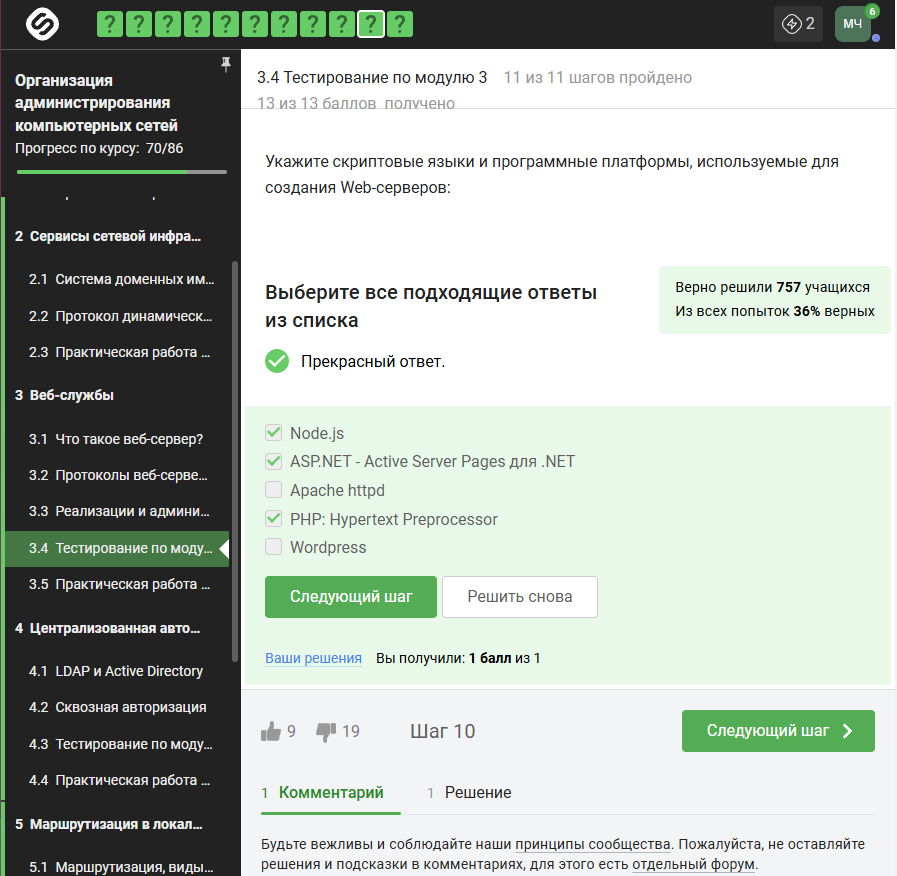 ? ? ? ? ? ? ? ? ? ? ?
2
МЧ
6
Организация
администрирования
компьютерных сетей
Прогресс по курсу: 70/86
2 Сервисы сетевой инфра...
2.1 Система доменных им...
2.2 Протокол динамическ...
2.3 Практическая работа ...
3 Веб-службы
3.1 Что такое веб-сервер?
3.2 Протоколы веб-серве...
3.3 Реализации и админи...
3.4 Тестирование по моду...
3.5 Практическая работа ...
4 Централизованная авто...
4.1 LDAP и Active Directory
4.2 Сквозная авторизация
4.3 Тестирование по моду...
4.4 Практическая работа ...
5 Маршрутизация в локал...
5.1 Маршрутизация, виды...
3.4 Тестирование по модулю 3 11 из 11 шагов пройдено
13 из 13 баллов получено
Укажите скриптовые языки и программные платформы, используемые для
создания Web-серверов:
Выберите все подходящие ответы
из списка
Верно решили 757 учащихся
Из всех попыток 36% верных
Прекрасный ответ.
Node.js
ASP.NET - Active Server Pages для .NET
Apache httpd
PHP: Hypertext Preprocessor
Wordpress
Следующий шаг
Решить снова
Ваши решения Вы получили: 1 балл из 1
9 19 Шаг 10
Следующий шаг
1 Комментарий 1 Решение
Будьте вежливы и соблюдайте наши принципы сообщества. Пожалуйста, не оставляйте
решения и подсказки в комментариях, для этого есть отдельный форум.